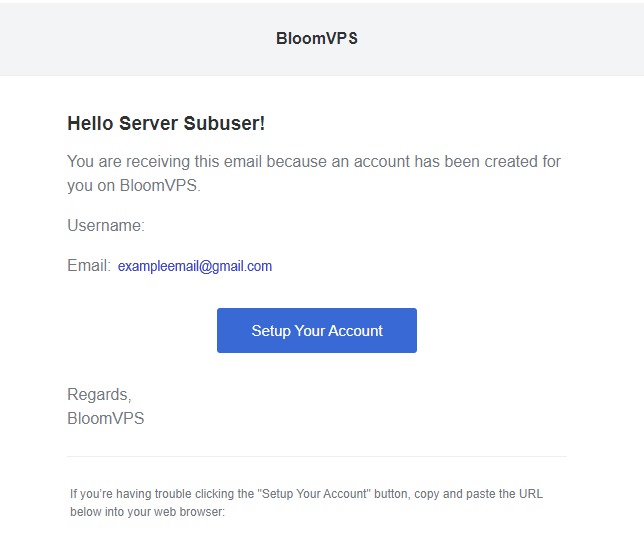 BloomVPS
Hello Server Subuser!
You are receiving this email because an account has been created for
you on BloomVPS.
Username:
Email: exampleemail@gmail.com
Setup Your Account
Regards,
BloomVPS
If you're having trouble clicking the "Setup Your Account" button, copy and paste the URL
below into your web browser: